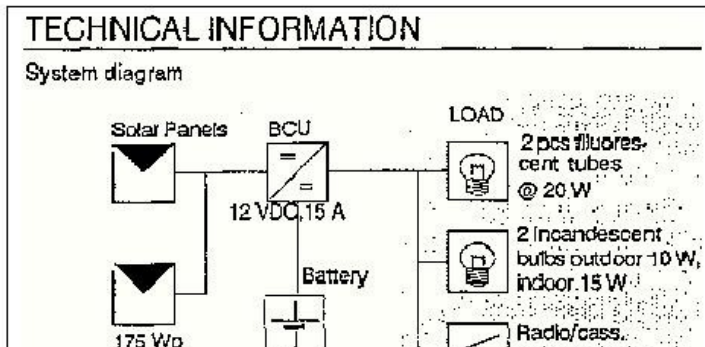 TECHNICAL INFORMATION
System diagram
LOAD
Solar Panels
BCU
2 pcs fluores-
cent tubes
@ 20 W
12 VDC, 15 A
2 Incandescent
bulbs outdoor 10 W,
indoor 15 W
Battery
Radio/cass.
175 Wp